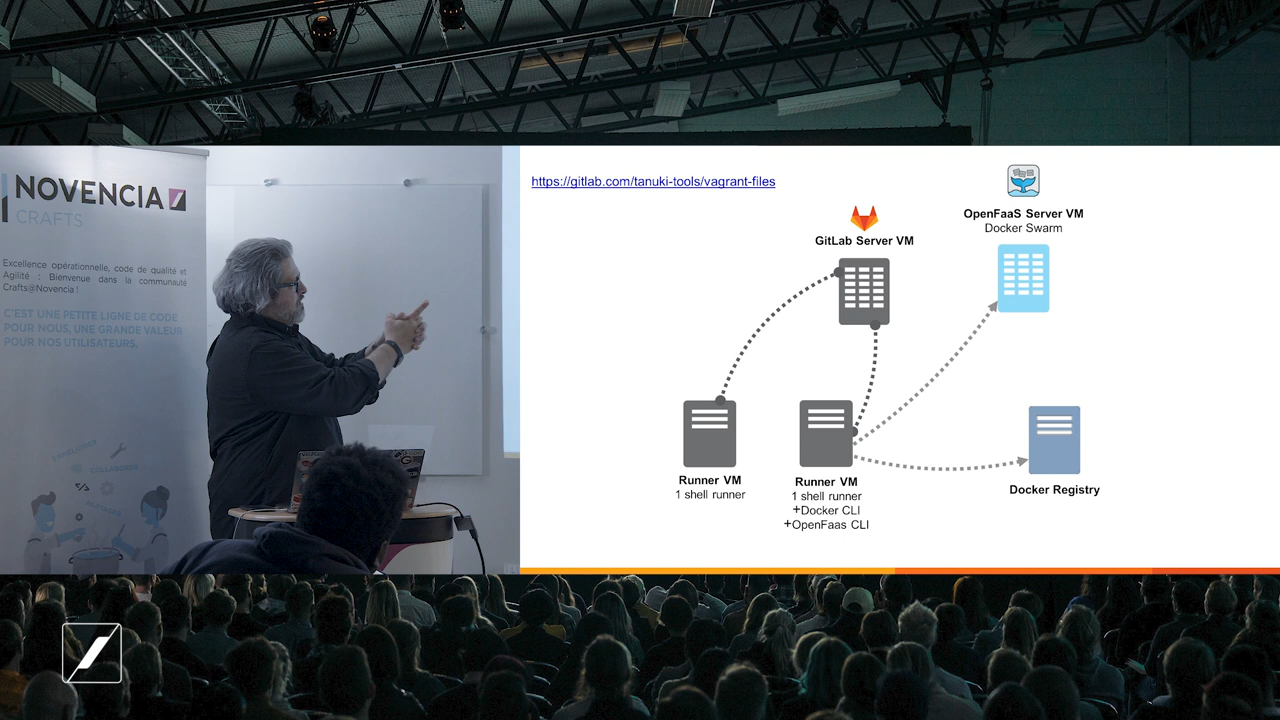 NOVENCIA
CRAFTS
Excellence opérationnelle, code de qualité et
Agilité : Bienvenue dans la communauté
Crafts@Novencia !
C'EST UNE PETITE LIGNE DE CODE
POUR NOUS, UNE GRANDE VALEUR
POUR NOS UTILISATEURS.
COLLABORER
https://gitlab.com/tanuki-tools/vagrant-files
OpenFaaS Server VM
Docker Swarm
GitLab Server VM
Runner VM
1 shell runner
Runner VM
1 shell runner
+Docker CLI
+OpenFaas CLI
Docker Registry